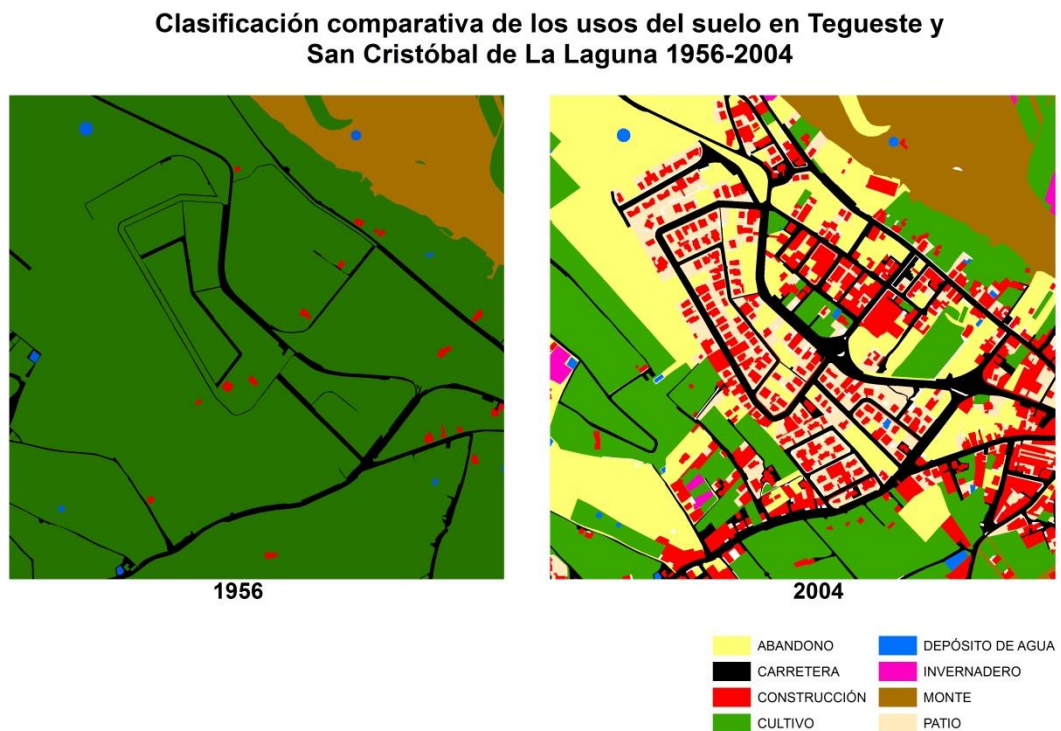 Clasificación comparativa de los usos del suelo en Tegueste y
San Cristóbal de La Laguna 1956-2004
1956
2004
ABANDONO
CARRETERA
CONSTRUCCIÓN
CULTIVO
DEPÓSITO DE AGUA
INVERNADERO
MONTE
PATIO